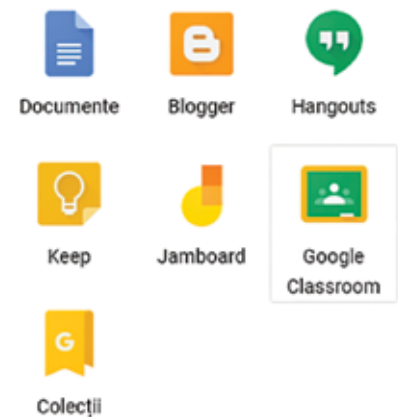 Documente Blogger Hangouts
Keep Jamboard Google
Classroom
G
Colecții